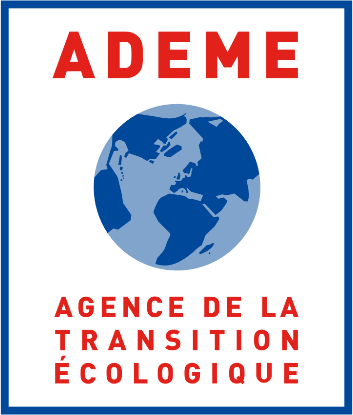 ADEME
AGENCE DE LA
TRANSITION
ÉCOLOGIQUE